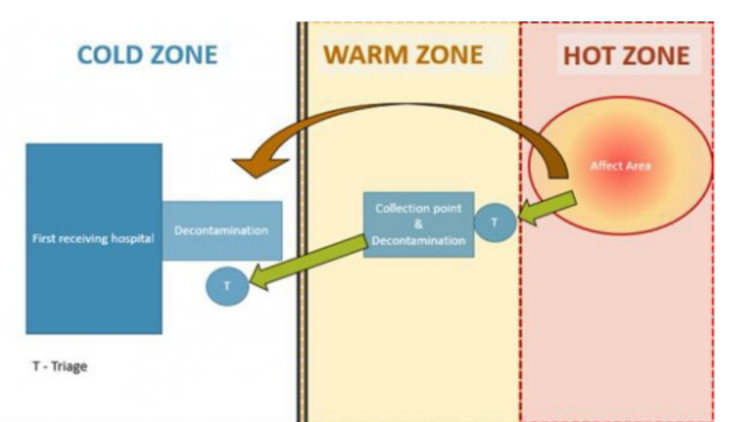 COLD ZONE
WARM ZONE
HOT ZONE
Affect Area
Collection point
&
Decontamination
T
First receiving hospital
Decontamination
T
T - Triage